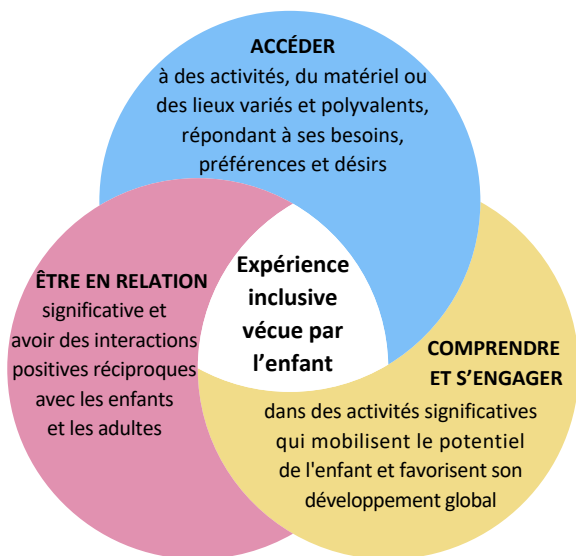 ACCÉDER
à des activités, du matériel ou
des lieux variés et polyvalents,
répondant à ses besoins,
préférences et désirs
ÊTRE EN RELATION
significative et
avoir des interactions
positives réciproques
avec les enfants
et les adultes
Expérience
inclusive
vécue par
l’enfant
COMPRENDRE
ET S’ENGAGER
dans des activités significatives
qui mobilisent le potentiel
de l'enfant et favorisent son
développement global